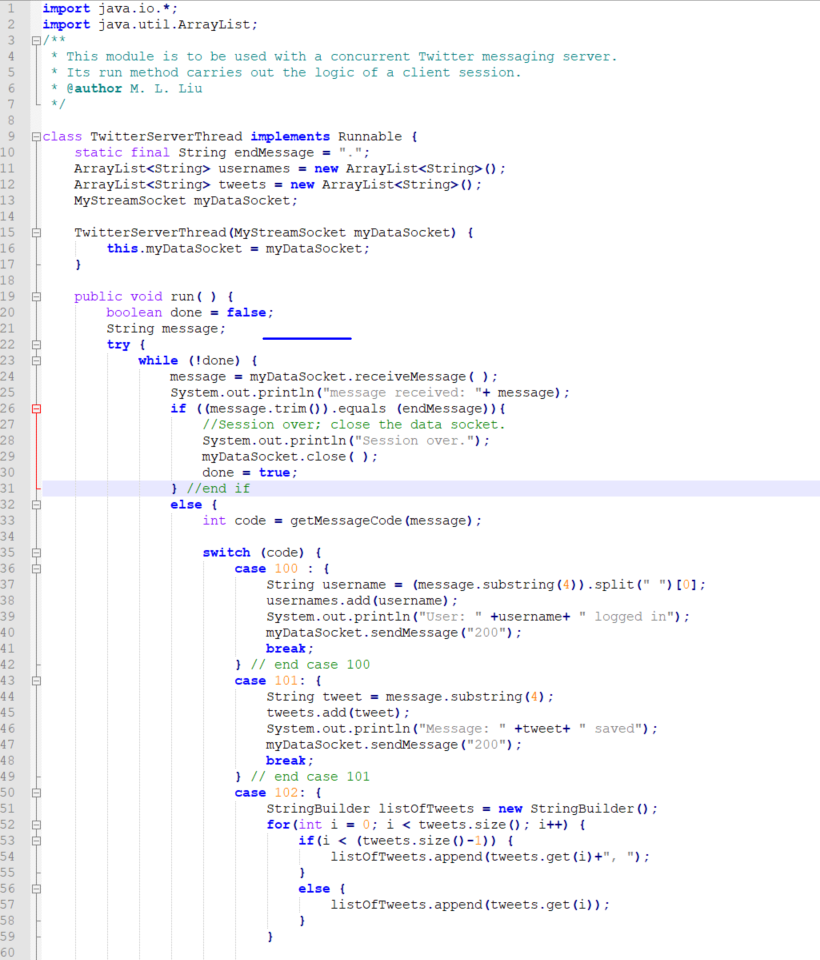 1 import java.io.*;
2 import java.util.ArrayList;
3 /**
4  * This module is to be used with a concurrent Twitter messaging server.
5  * Its run method carries out the logic of a client session.
6  * @author M. L. Liu
7  */
8
9 class TwitterServerThread implements Runnable {
10     static final String endMessage = ".";
11     ArrayList<String> usernames = new ArrayList<String>();
12     ArrayList<String> tweets = new ArrayList<String>();
13     MyStreamSocket myDataSocket;
14
15     TwitterServerThread(MyStreamSocket myDataSocket) {
16         this.myDataSocket = myDataSocket;
17     }
18
19     public void run( ) {
20         boolean done = false;
21         String message;
22         try {
23             while (!done) {
24                 message = myDataSocket.receiveMessage( );
25                 System.out.println("message received: "+ message);
26                 if ((message.trim()).equals (endMessage)){
27                     //Session over; close the data socket.
28                     System.out.println("Session over.");
29                     myDataSocket.close( );
30                     done = true;
31                 } //end if
32                 else {
33                     int code = getMessageCode(message);
34
35                     switch (code) {
36                         case 100 : {
37                             String username = (message.substring(4)).split(" ")[0];
38                             usernames.add(username);
39                             System.out.println("User: " +username+ " logged in");
40                             myDataSocket.sendMessage("200");
41                             break;
42                         } // end case 100
43                         case 101: {
44                             String tweet = message.substring(4);
45                             tweets.add(tweet);
46                             System.out.println("Message: " +tweet+ " saved");
47                             myDataSocket.sendMessage("200");
48                             break;
49                         } // end case 101
50                         case 102: {
51                             StringBuilder listOfTweets = new StringBuilder();
52                             for(int i = 0; i < tweets.size(); i++) {
53                                 if(i < (tweets.size()-1)) {
54                                     listOfTweets.append(tweets.get(i)+", ");
55                                 }
56                                 else {
57                                     listOfTweets.append(tweets.get(i));
58                                 }
59                             }
60